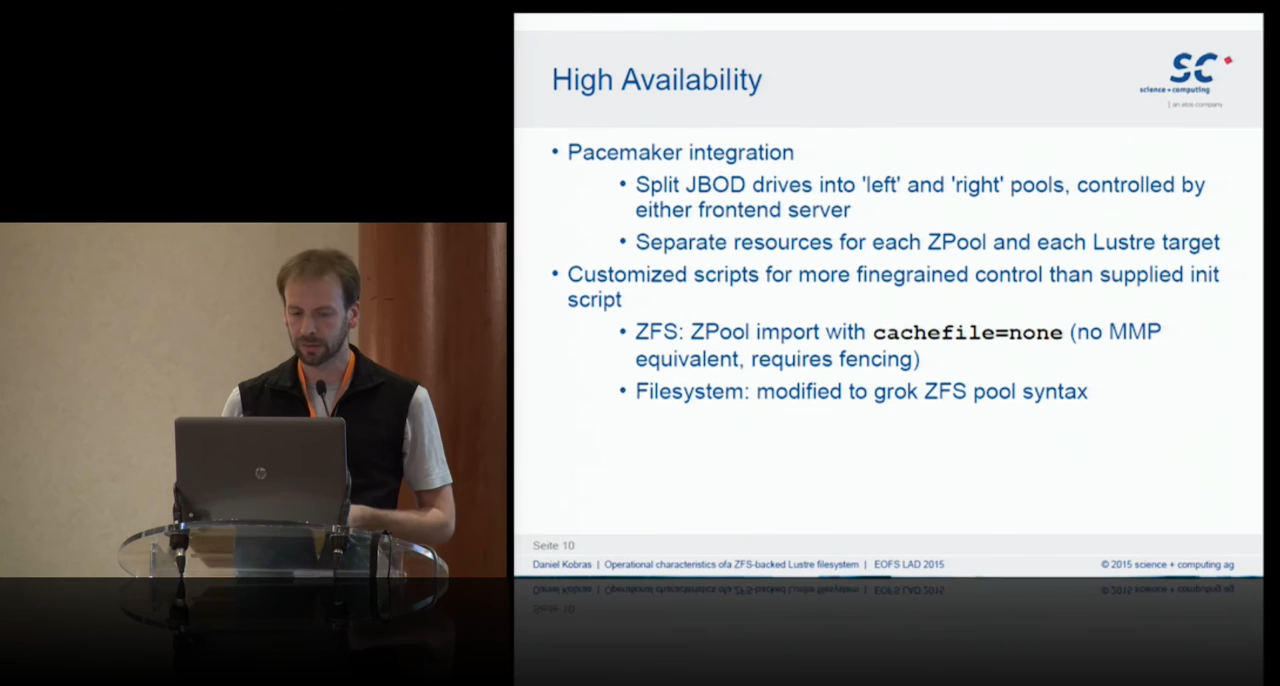 High Availability
SC
science + computing
| an atos company
• Pacemaker integration
• Split JBOD drives into 'left' and 'right' pools, controlled by
either frontend server
• Separate resources for each ZPool and each Lustre target
• Customized scripts for more finegrained control than supplied init
script
• ZFS: ZPool import with cachefile=none (no MMP
equivalent, requires fencing)
• Filesystem: modified to grok ZFS pool syntax
Seite 10
Daniel Kobras | Operational characteristics ofa ZFS-backed Lustre filesystem | EOFS LAD 2015
© 2015 science + computing ag
hp